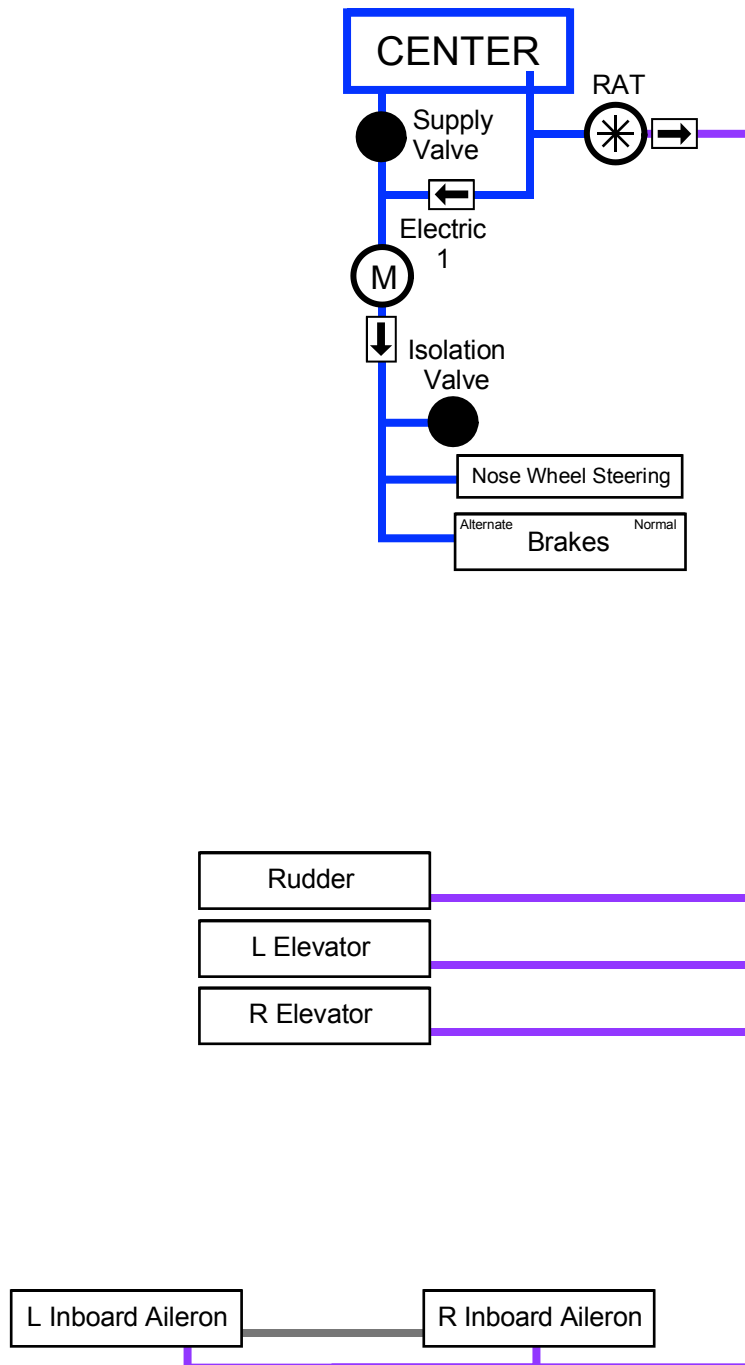 CENTER
RAT
Supply
Valve
Electric
1
M
Isolation
Valve
Nose Wheel Steering
Alternate
Normal
Brakes
Rudder
L Elevator
R Elevator
L Inboard Aileron
R Inboard Aileron